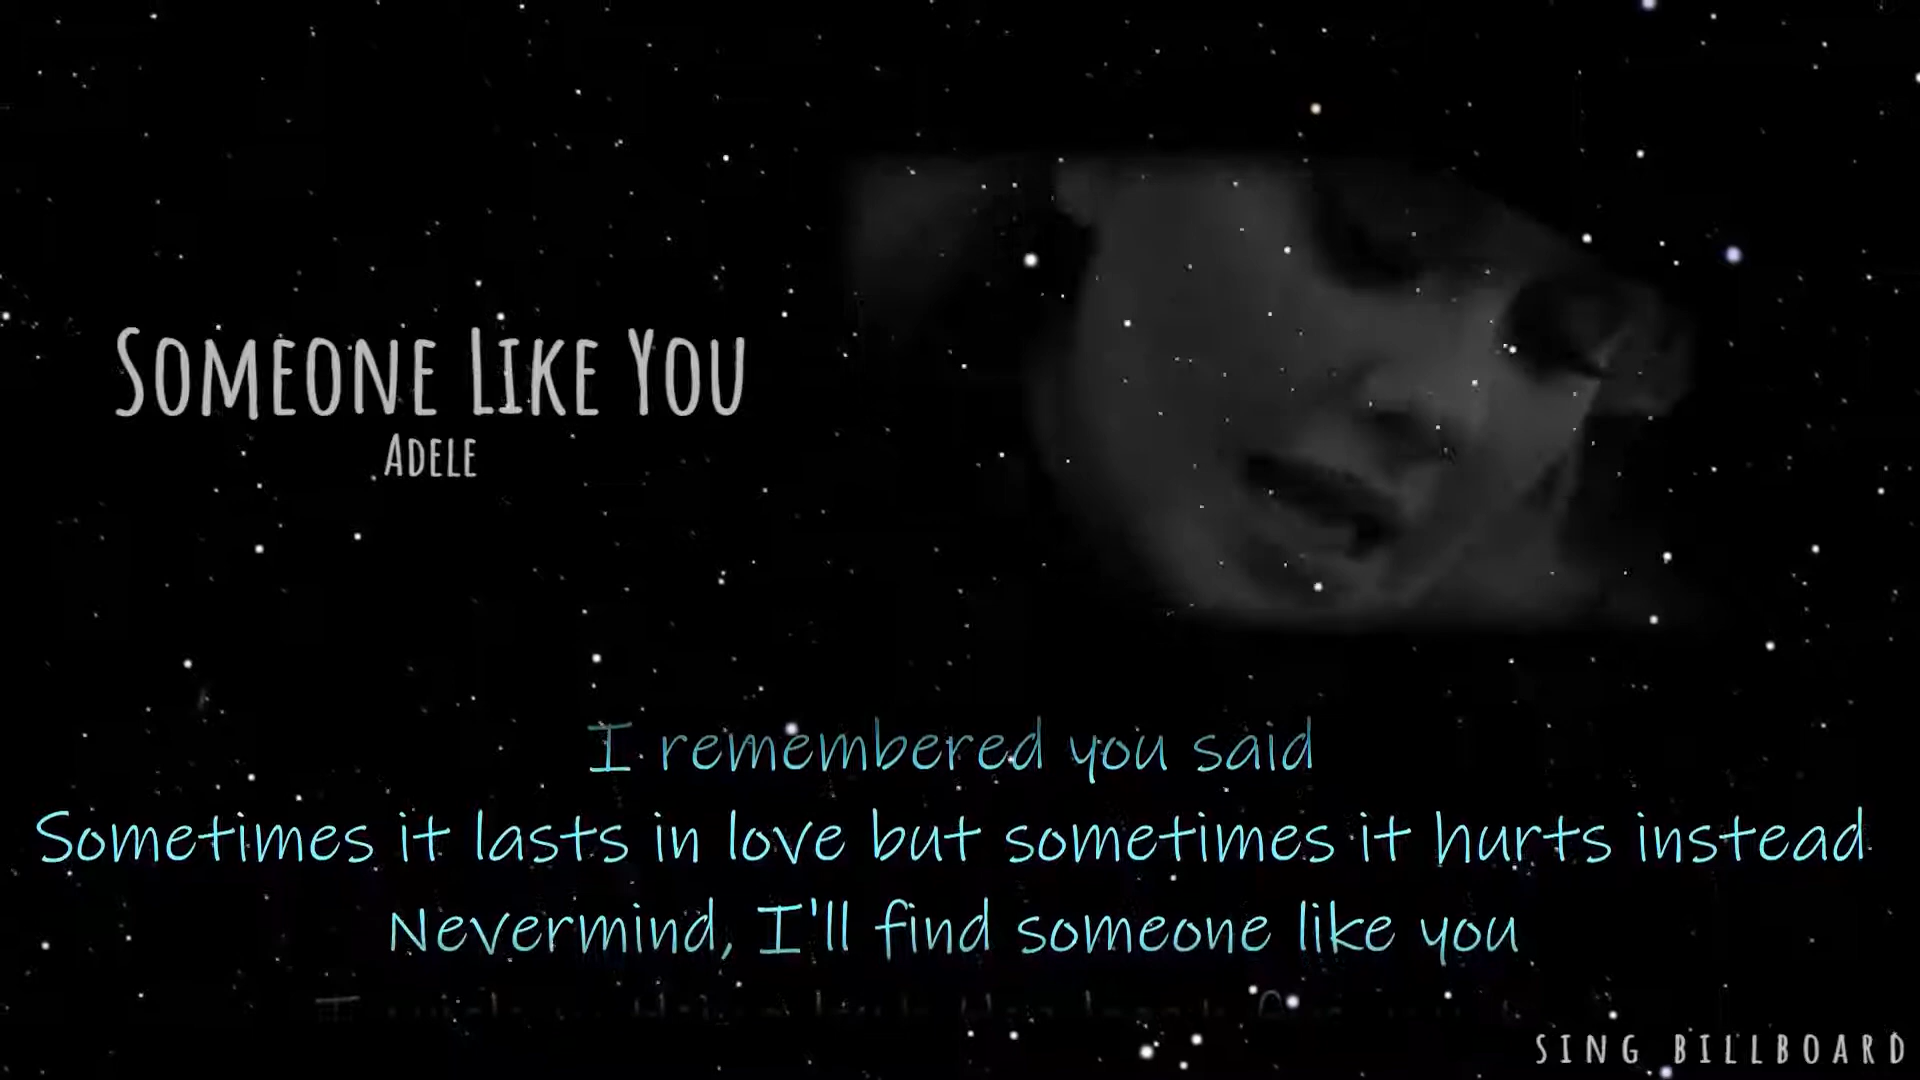 SOMEONE LIKE YOU
ADELE
I remembered you said
Sometimes it lasts in love but sometimes it hurts instead
Nevermind, I'll find someone like you
SING BILLBOARD